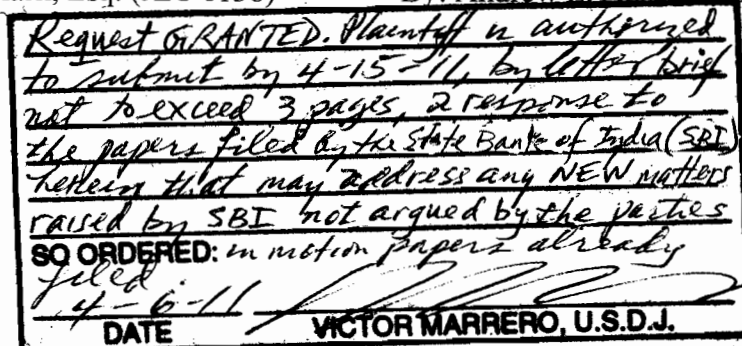 Esq.
Request GRANTED. Plaintiff is authorized
to submit by 4-15-11, by letter brief
not to exceed 3 pages, a response to
the papers filed by the State Bank of India (SBI)
herein that may address any NEW matters
raised by SBI not argued by the parties
SO ORDERED: in motion papers already
filed.
4-6-11
DATE VICTOR MARRERO, U.S.D.J.